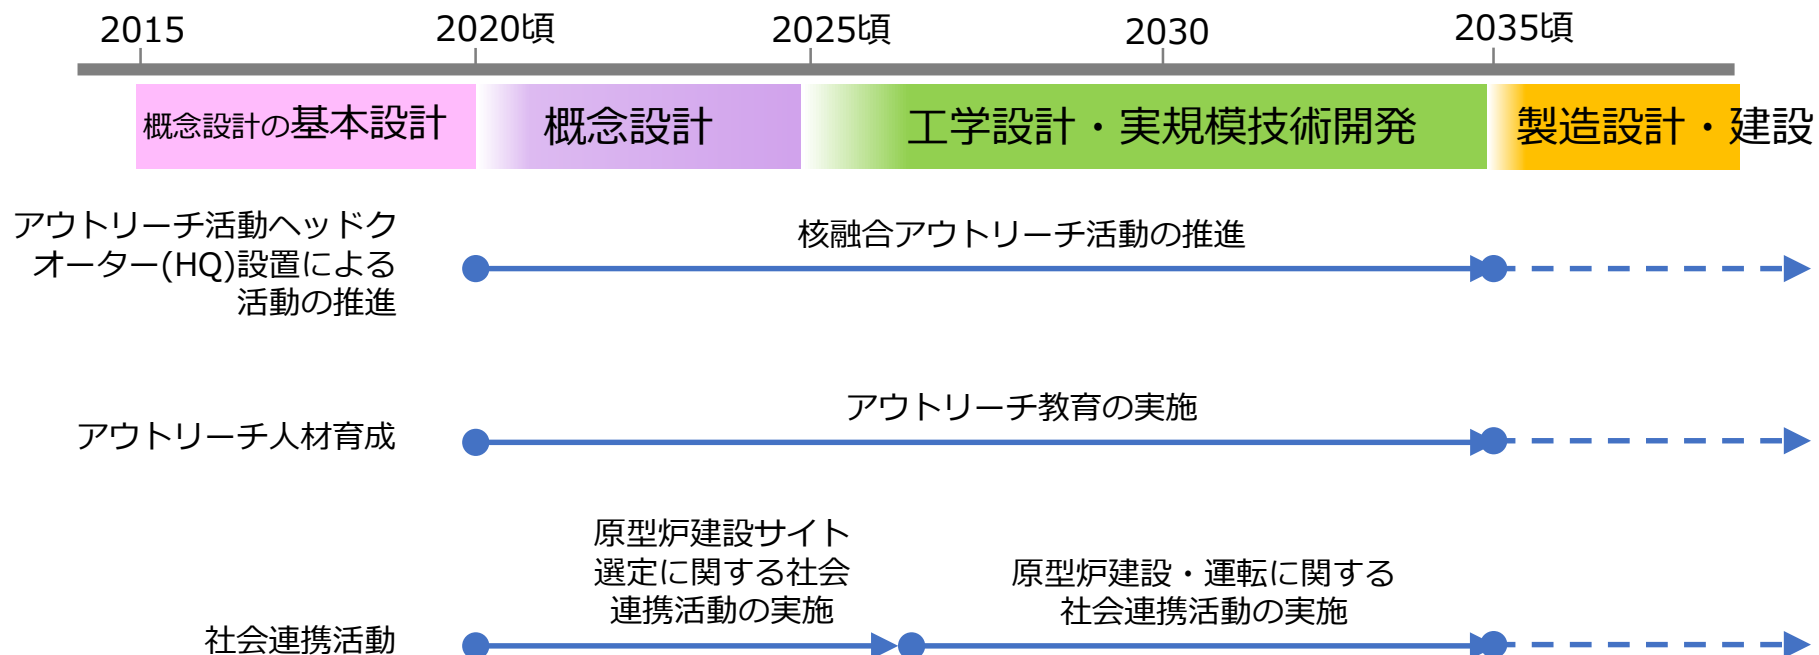 2015
2020頃
2025頃
2030
2035頃
概念設計の基本設計
概念設計
工学設計・実規模技術開発
製造設計・建設
アウトリーチ活動ヘッドク
オーター(HQ)設置による
活動の推進
核融合アウトリーチ活動の推進
アウトリーチ人材育成
アウトリーチ教育の実施
社会連携活動
原型炉建設サイト
選定に関する社会
連携活動の実施
原型炉建設・運転に関する
社会連携活動の実施